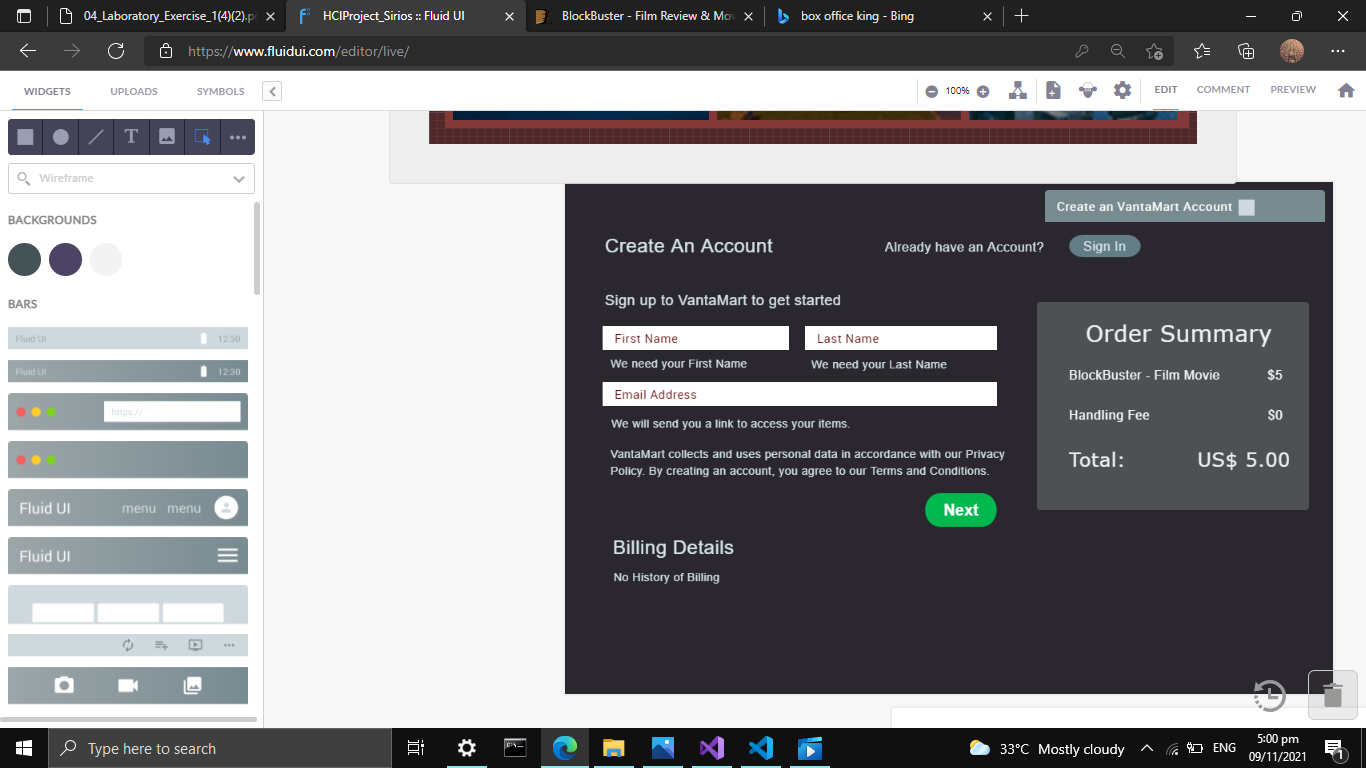 04_Laboratory_Exercise_1(4)(2).p
HCIProject_Sirios :: Fluid UI
BlockBuster - Film Review & Mov
box office king - Bing
https://www.fluidui.com/editor/live/
WIDGETS UPLOADS SYMBOLS
100%
EDIT COMMENT PREVIEW
T
Wireframe
BACKGROUNDS
BARS
Fluid UI 12:30
Fluid UI 12:30
https://
Fluid UI menu menu
Fluid UI
Create an VantaMart Account
Create An Account
Already have an Account? Sign In
Sign up to VantaMart to get started
First Name Last Name
We need your First Name We need your Last Name
Email Address
We will send you a link to access your items.
VantaMart collects and uses personal data in accordance with our Privacy
Policy. By creating an account, you agree to our Terms and Conditions.
Next
Order Summary
BlockBuster - Film Movie $5
Handling Fee $0
Total: US$ 5.00
Billing Details
No History of Billing
Type here to search
33°C Mostly cloudy
ENG
5:00 pm
09/11/2021
1